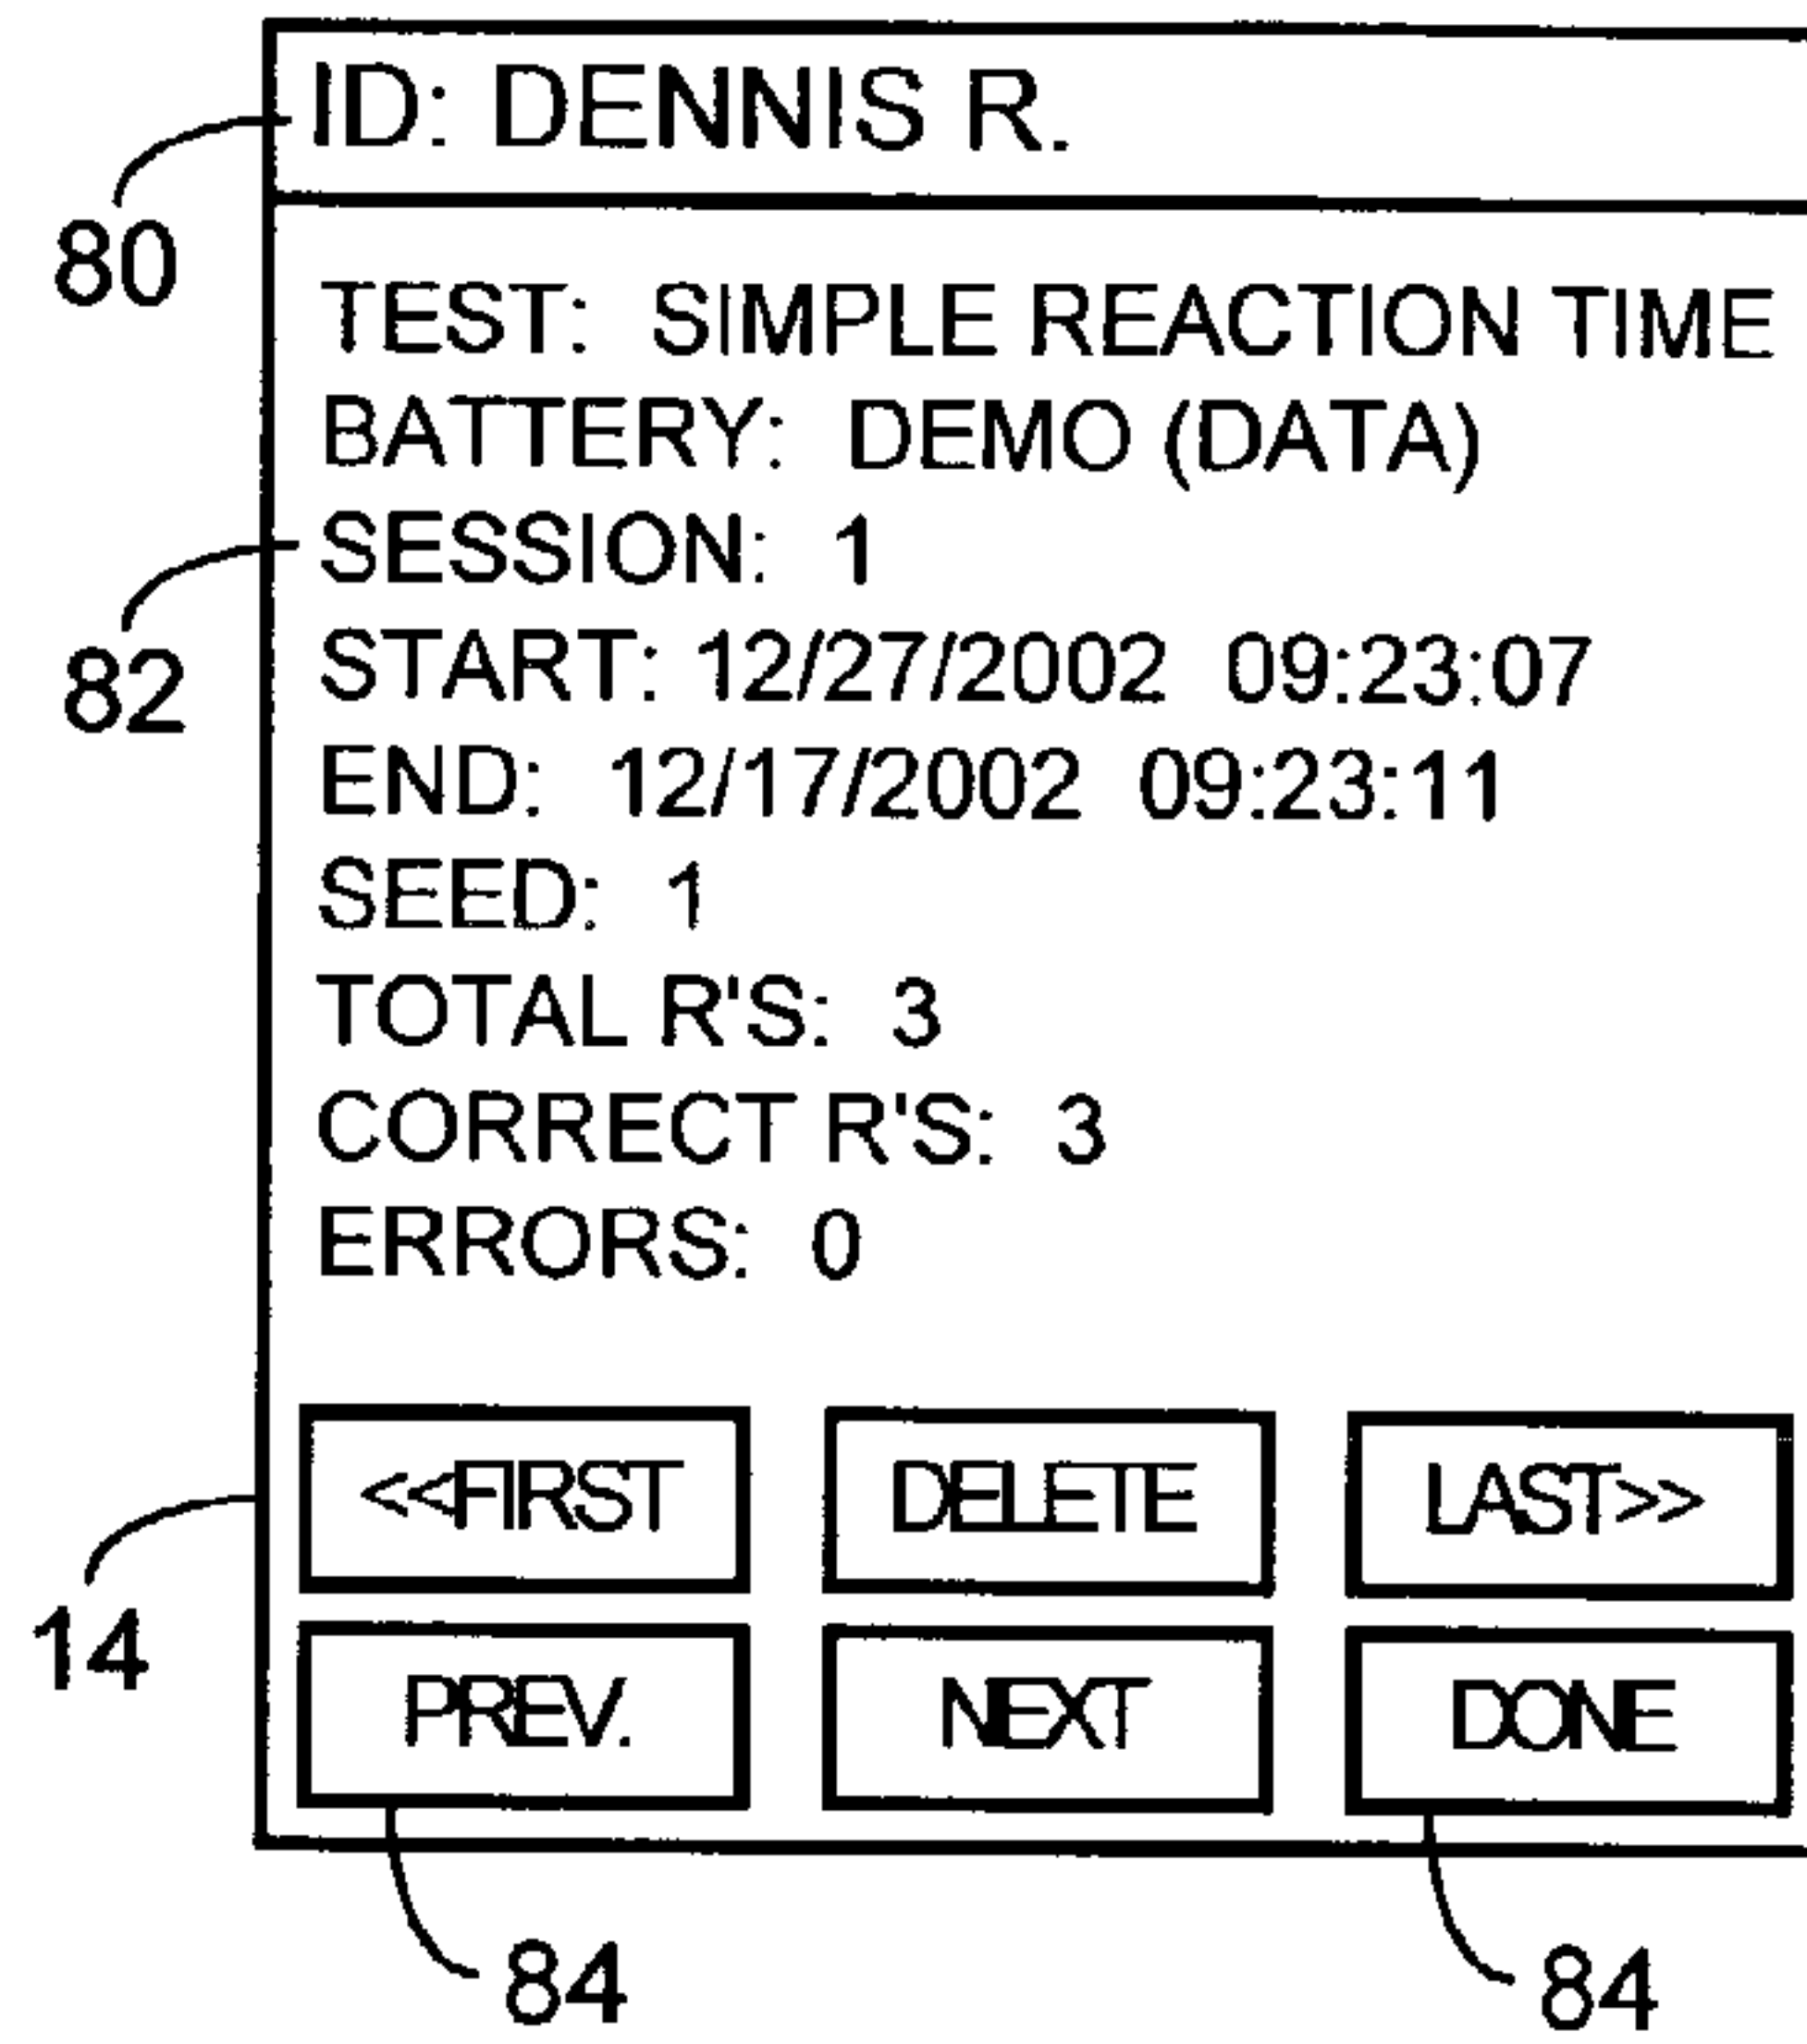 ID: DENNIS R.
80
TEST: SIMPLE REACTION TIME
BATTERY: DEMO (DATA)
SESSION: 1
82
START: 12/27/2002 09:23:07
END: 12/17/2002 09:23:11
SEED: 1
TOTAL R'S: 3
CORRECT R'S: 3
ERRORS: 0
<<FIRST DELETE LAST>>
14
PREV. NEXT DONE
84 84